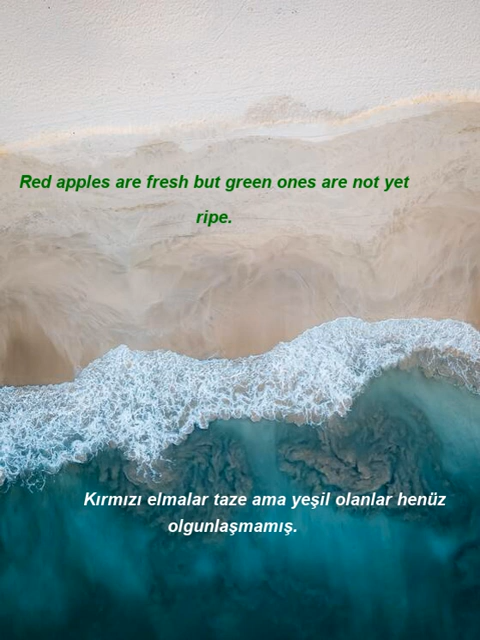 Red apples are fresh but green ones are not yet
ripe.
Kırmızı elmalar taze ama yeşil olanlar henüz
olgunlaşmamış.